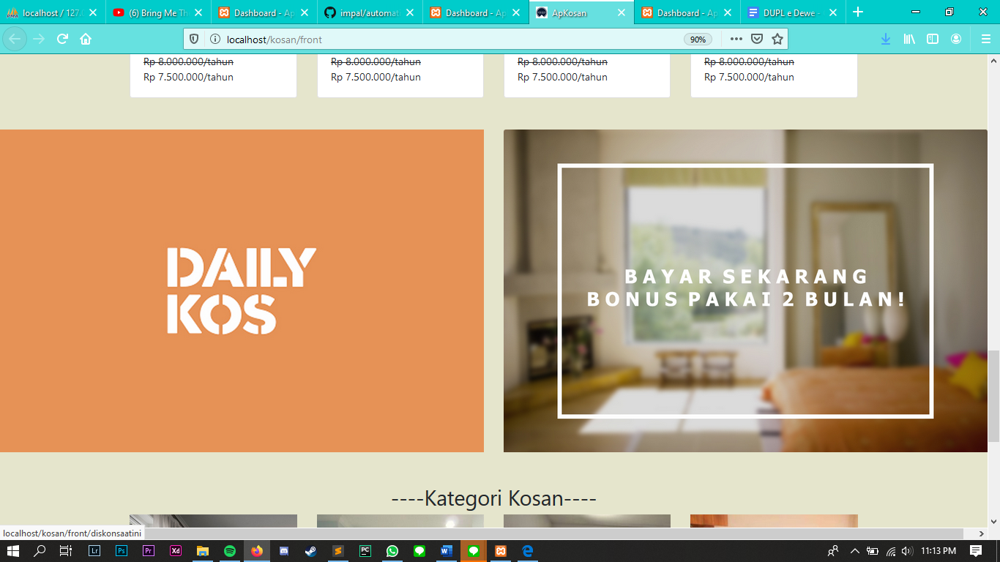 localhost / 127.
(6) Bring Me Th
Dashboard - Ap
impal/automat
Dashboard - Ap
ApKosan
Dashboard - Ap
DUPL e Dewe -
localhost/kosan/front
90%
Rp 8.000.000/tahun
Rp 8.000.000/tahun
Rp 8.000.000/tahun
Rp 8.000.000/tahun
Rp 7.500.000/tahun
Rp 7.500.000/tahun
Rp 7.500.000/tahun
Rp 7.500.000/tahun
DAILY
KOS
BAYAR SEKARANG
BONUS PAKAI 2 BULAN!
----Kategori Kosan----
localhost/kosan/front/diskonsaatini
Lr
Ps
Pr
Xd
PC
11:13 PM